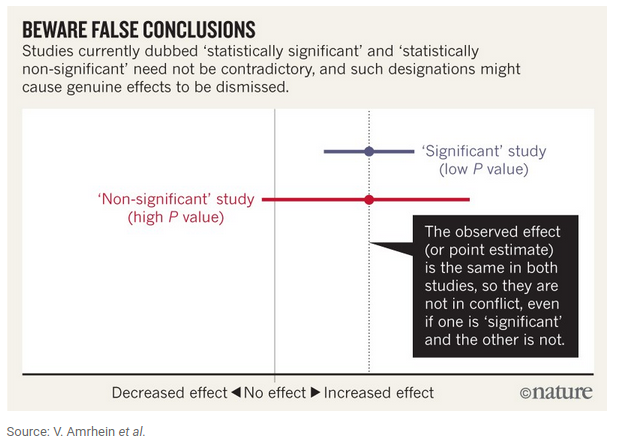 BEWARE FALSE CONCLUSIONS
Studies currently dubbed ‘statistically significant’ and ‘statistically
non-significant’ need not be contradictory, and such designations might
cause genuine effects to be dismissed.
‘Significant’ study
(low P value)
‘Non-significant’ study
(high P value)
The observed effect
(or point estimate)
is the same in both
studies, so they are
not in conflict, even
if one is ‘significant’
and the other is not.
Decreased effect ◀ No effect ▶ Increased effect
©nature
Source: V. Amrhein et al.